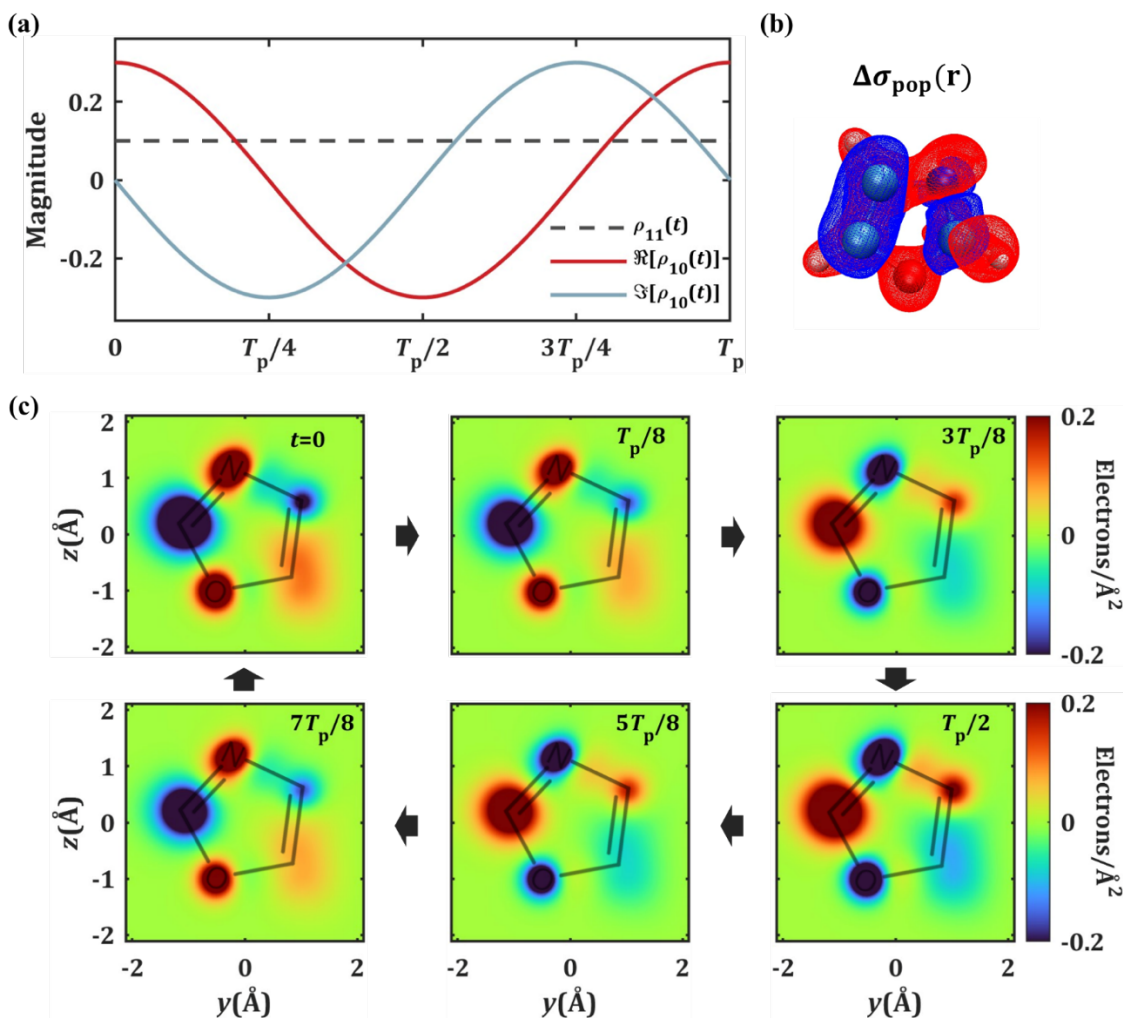 (a)
Magnitude
0.2
0
-0.2
ρ₁₁(t)
ℜ[ρ₁₀(t)]
ℑ[ρ₁₀(t)]
0
Tₚ/4
Tₚ/2
3Tₚ/4
Tₚ
(b)
Δσₚₒₚ(r)
(c)
z(Å)
2
1
0
-1
-2
t=0
N
O
Tₚ/8
N
O
3Tₚ/8
N
O
0.2
0
-0.2
Electrons/Å²
z(Å)
2
1
0
-1
-2
7Tₚ/8
N
O
5Tₚ/8
N
O
Tₚ/2
N
O
0.2
0
-0.2
Electrons/Å²
-2 0 2
y(Å)
-2 0 2
y(Å)
-2 0 2
y(Å)